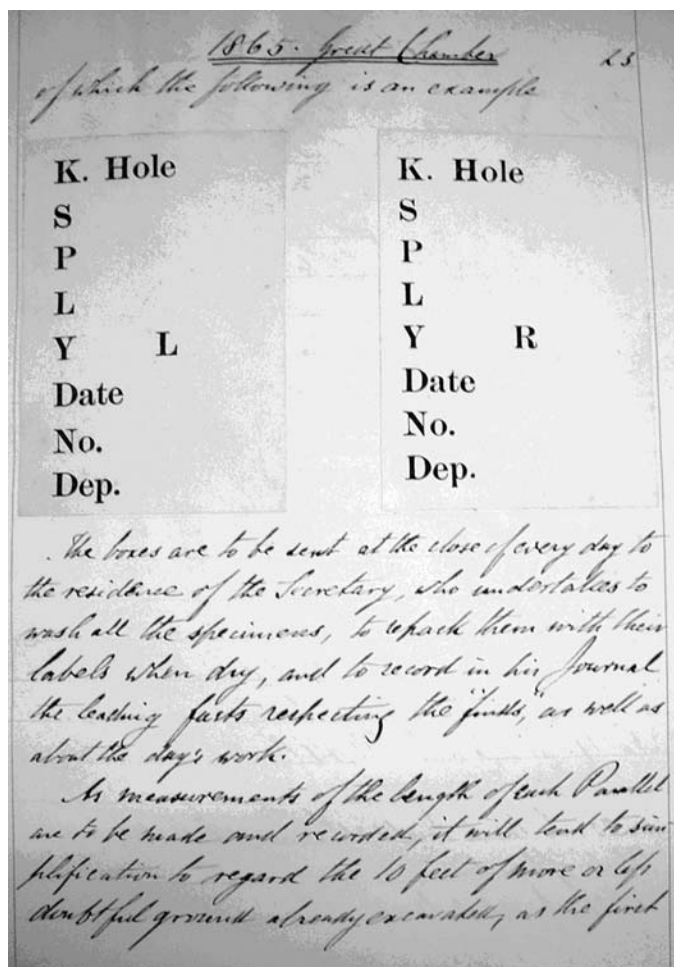 1865. Great Chamber 23
of which the following is an example
K. Hole K. Hole
S S
P P
L L
Y L Y R
Date Date
No. No.
Dep. Dep.
The boxes are to be sent at the close of every day to
the residence of the Secretary, who undertakes to
wash all the specimens, to repack them with their
labels when dry, and to record in his Journal
the leading facts respecting the "finds," as well as
about the day's work.
As measurements of the length of each Parallel
are to be made and recorded, it will tend to sim
plification to regard the 10 feet of more or less
doubtful ground already excavated, as the first